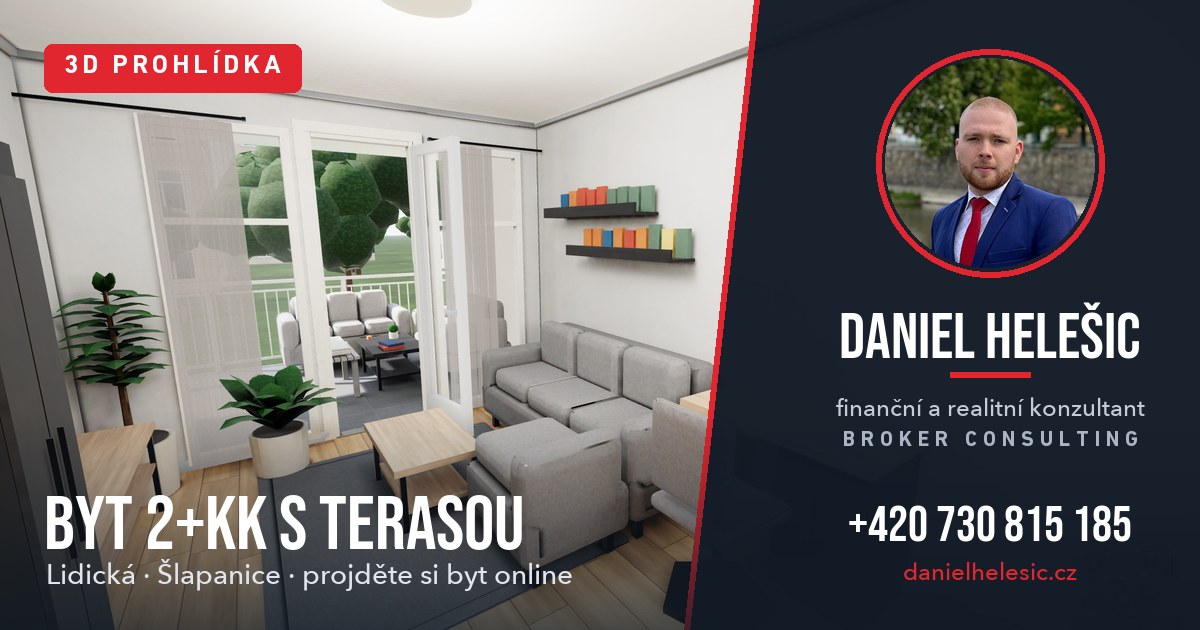 3D PROHLÍDKA
BYT 2+KK S TERASOU
Lidická · Šlapanice · projděte si byt online
DANIEL HELEŠIC
finanční a realitní konzultant
BROKER CONSULTING
+420 730 815 185
danielhelesic.cz